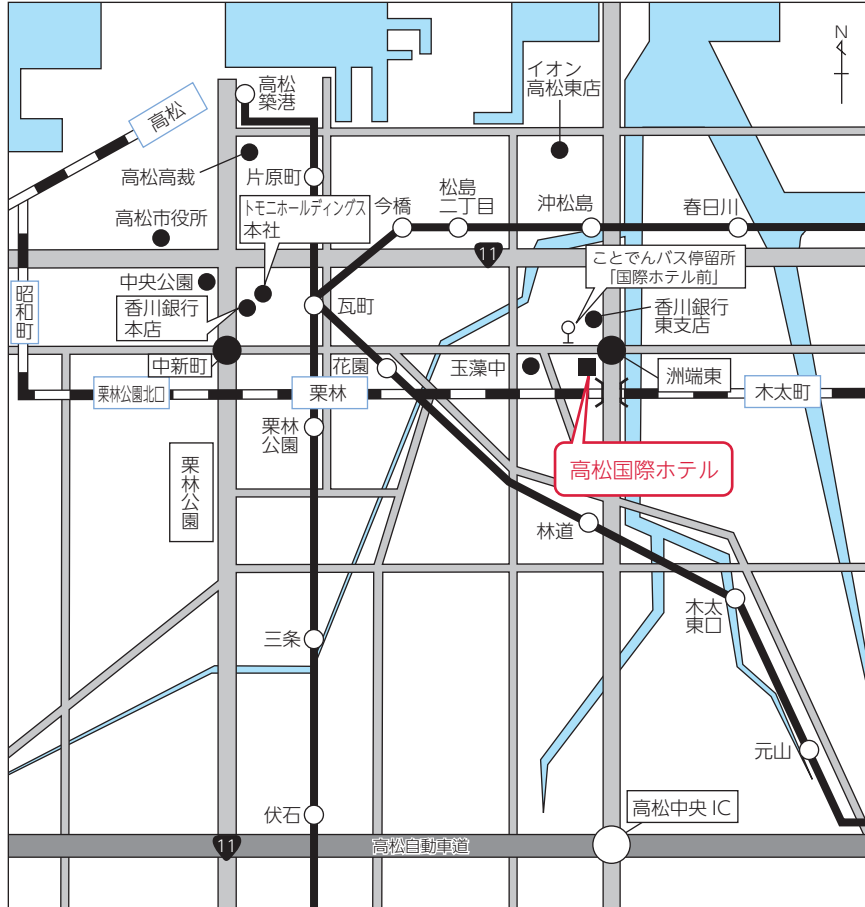 N
高松
築港
イオン
高松東店
高松
高松高裁
片原町
トモニホールディングス
本社
今橋
松島
二丁目
沖松島
春日川
高松市役所
11
ことでんバス停留所
「国際ホテル前」
中央公園
昭和町
香川銀行
本店
瓦町
香川銀行
東支店
中新町
花園
玉藻中
洲端東
栗林公園北口
栗林
木太町
栗林
公園
栗林公園
高松国際ホテル
林道
木太
東口
三条
元山
伏石
高松中央 IC
11
高松自動車道